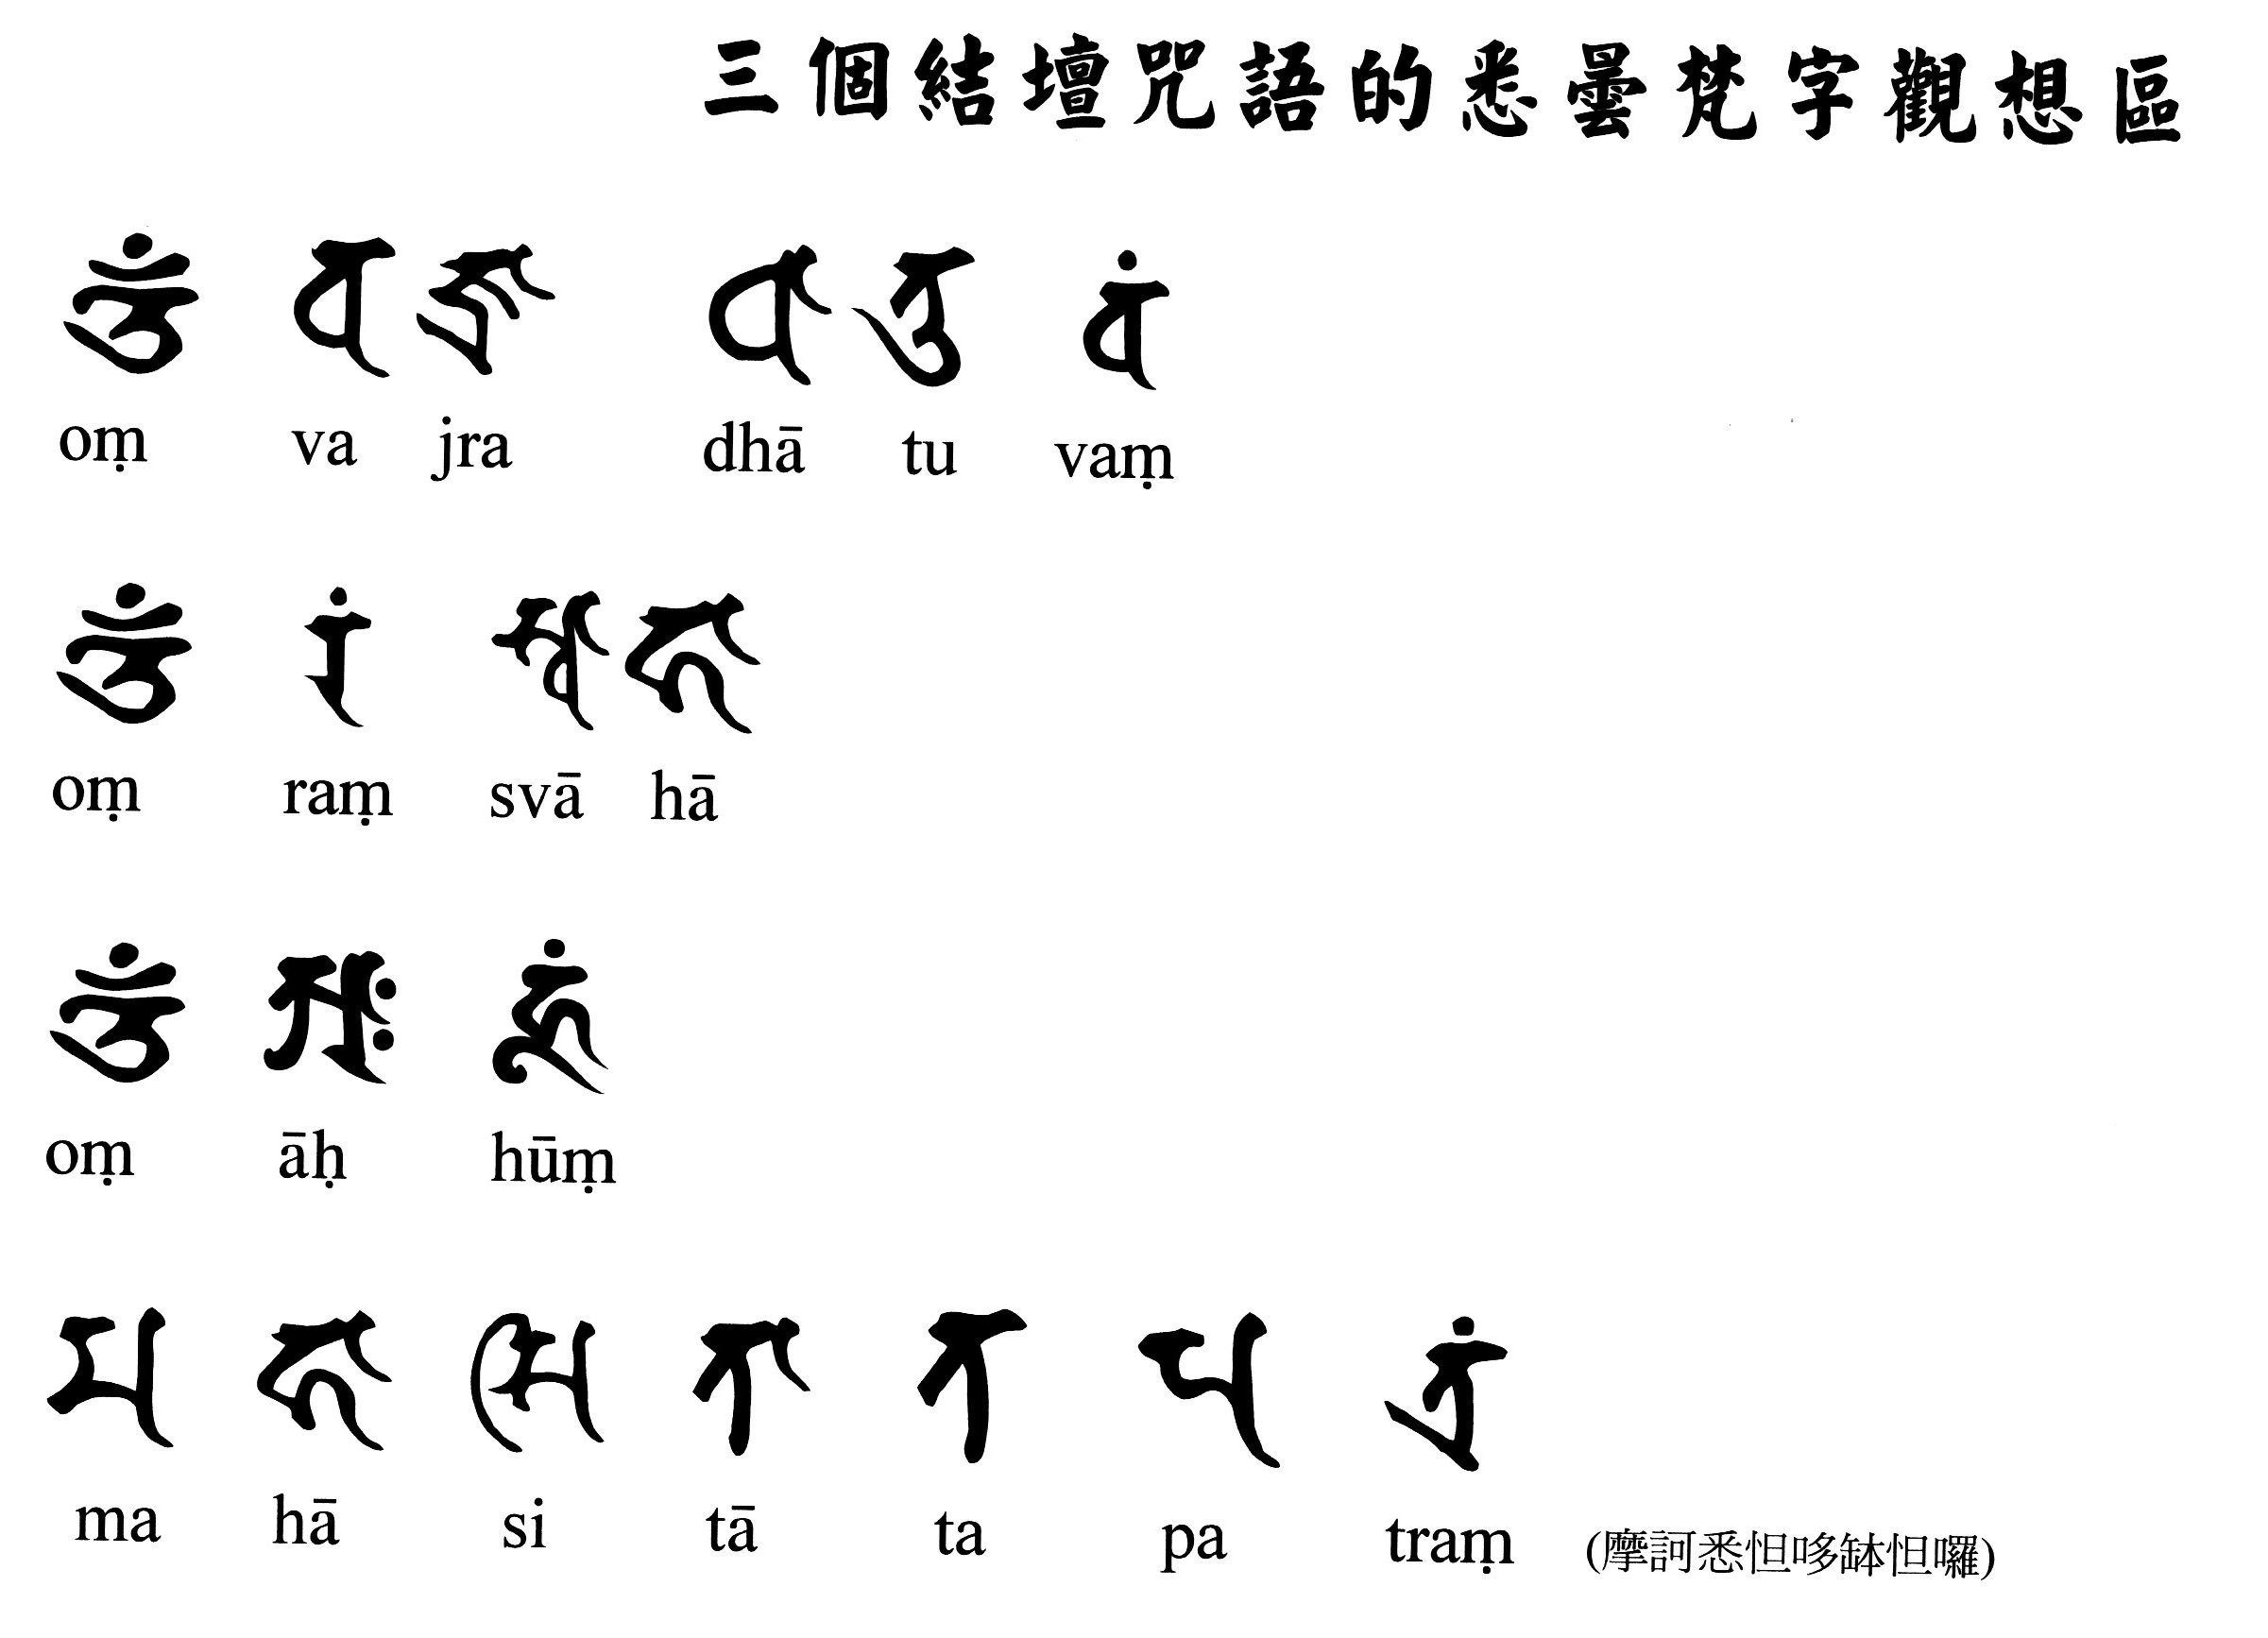 三個結壇咒語的悉曇梵字觀想區
𑖌𑖼 𑖪𑖕𑖿𑖨 𑖠𑖯𑖝𑖲 𑖪𑖽
oṃ va jra dhā tu vaṃ
𑖌𑖼 𑖨𑖽 𑖭𑖿𑖪𑖯𑖮𑖯
oṃ raṃ svā hā
𑖌𑖼 𑖁𑖾 𑖮𑖳𑖽
oṃ āḥ hūṃ
𑖦 𑖮𑖯 𑖭𑖰 𑖝𑖯 𑖝 𑖢 𑖝𑖿𑖨𑖽
ma hā si tā ta pa traṃ (摩訶悉怛哆缽怛囉)